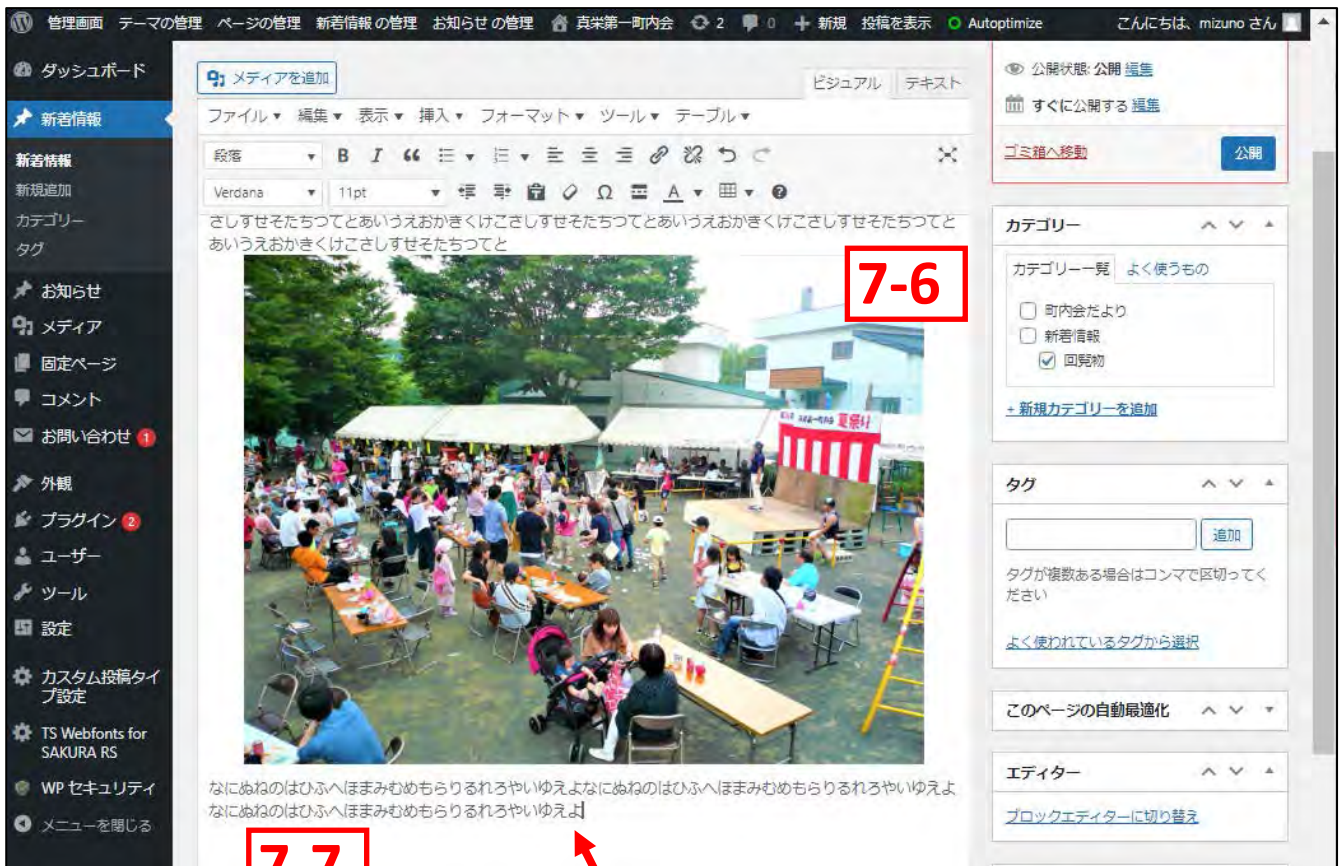 管理画面 テーマの管理 ページの管理 新着情報 の管理 お知らせ の管理 真栄第一町内会 2 0 新規 投稿を表示 Autoptimize こんにちは、mizuno さん
ダッシュボード
新着情報
新着情報
新規追加
カテゴリー
タグ
お知らせ
メディア
固定ページ
コメント
お問い合わせ 1
外観
プラグイン 2
ユーザー
ツール
設定
カスタム投稿タイ
プ設定
TS Webfonts for
SAKURA RS
WP セキュリティ
メニューを閉じる
メディアを追加
ビジュアル テキスト
ファイル 編集 表示 挿入 フォーマット ツール テーブル
段落 B I
Verdana 11pt Ω A
さしすせそたちつてとあいうえおかきくけこさしすせそたちつてとあいうえおかきくけこさしすせそたちつてと
あいうえおかきくけこさしすせそたちつてと
7-6
夏祭り
なにぬねのはひふへほまみむめもらりるれろやいゆえよなにぬねのはひふへほまみむめもらりるれろやいゆえよ
なにぬねのはひふへほまみむめもらりるれろやいゆえよ
7-7
公開状態: 公開 編集
すぐに公開する 編集
ゴミ箱へ移動 公開
カテゴリー
カテゴリー一覧 よく使うもの
町内会だより
新着情報
回覧物
+ 新規カテゴリーを追加
タグ
追加
タグが複数ある場合はコンマで区切ってく
ださい
よく使われているタグから選択
このページの自動最適化
エディター
ブロックエディターに切り替え